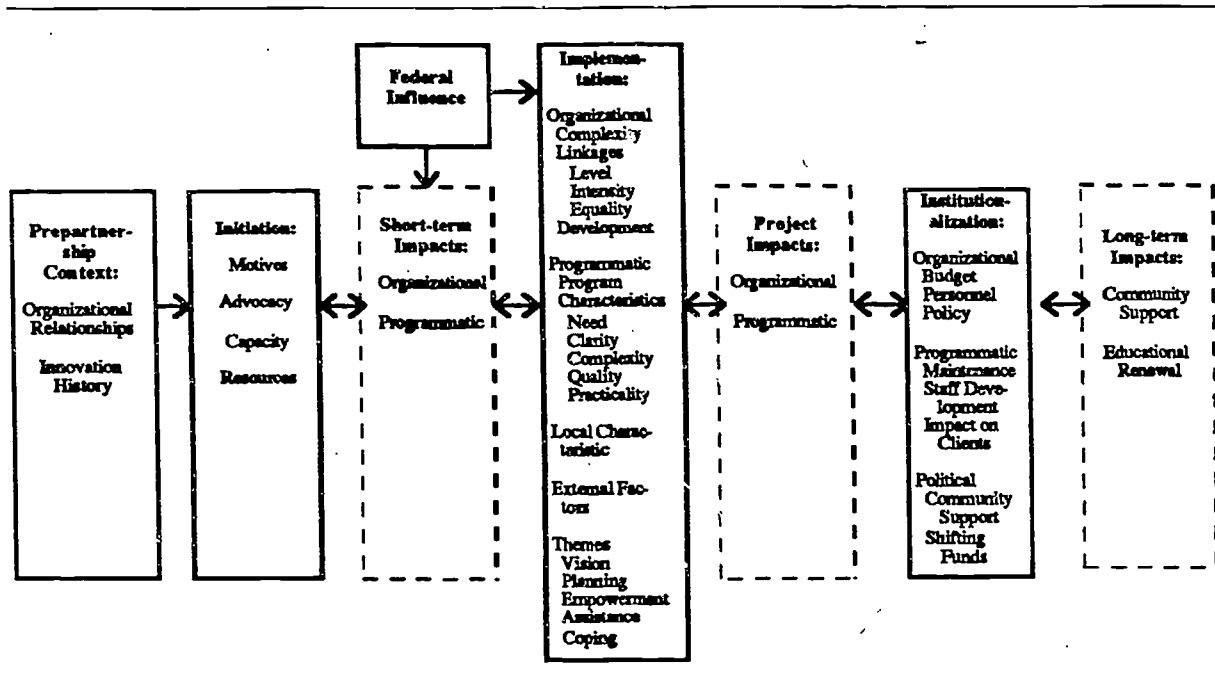 Prepartner-
ship
Context:
Organizational
Relationships
Innovation
History
Initiation:
Motives
Advocacy
Capacity
Resources
Federal
Influence
Short-term
Impacts:
Organizational
Programmatic
Implemen-
tation:
Organizational
Complexity
Linkages
Level
Intensity
Equality
Development
Programmatic
Program
Characteristics
Need
Clarity
Complexity
Quality
Practicality
Local Charac-
teristic
External Fac-
tors
Themes
Vision
Planning
Empowerment
Assistance
Coping
Project
Impacts:
Organizational
Programmatic
Institution-
alization:
Organizational
Budget
Personnel
Policy
Programmatic
Maintenance
Staff Deve-
lopment
Impact on
Clients
Political
Community
Support
Shifting
Funds
Long-term
Impacts:
Community
Support
Educational
Renewal